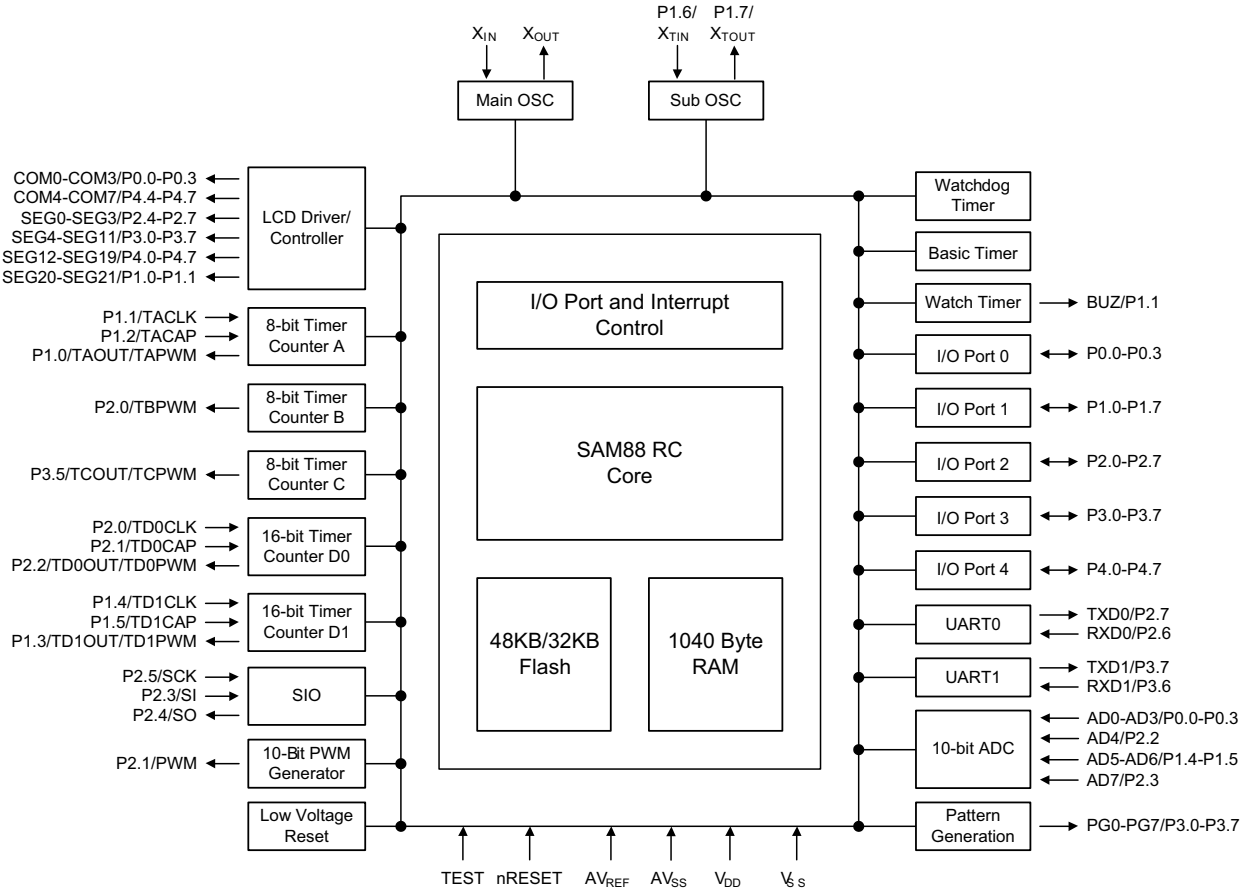 P1.6/ P1.7/
XIN XOUT XTIN XTOUT
Main OSC
Sub OSC
COM0-COM3/P0.0-P0.3
COM4-COM7/P4.4-P4.7
SEG0-SEG3/P2.4-P2.7
SEG4-SEG11/P3.0-P3.7
SEG12-SEG19/P4.0-P4.7
SEG20-SEG21/P1.0-P1.1
LCD Driver/
Controller
P1.1/TACLK
P1.2/TACAP
P1.0/TAOUT/TAPWM
8-bit Timer
Counter A
P2.0/TBPWM
8-bit Timer
Counter B
P3.5/TCOUT/TCPWM
8-bit Timer
Counter C
P2.0/TD0CLK
P2.1/TD0CAP
P2.2/TD0OUT/TD0PWM
16-bit Timer
Counter D0
P1.4/TD1CLK
P1.5/TD1CAP
P1.3/TD1OUT/TD1PWM
16-bit Timer
Counter D1
P2.5/SCK
P2.3/SI
P2.4/SO
SIO
P2.1/PWM
10-Bit PWM
Generator
Low Voltage
Reset
I/O Port and Interrupt
Control
SAM88 RC
Core
48KB/32KB
Flash
1040 Byte
RAM
Watchdog
Timer
Basic Timer
Watch Timer
BUZ/P1.1
I/O Port 0
P0.0-P0.3
I/O Port 1
P1.0-P1.7
I/O Port 2
P2.0-P2.7
I/O Port 3
P3.0-P3.7
I/O Port 4
P4.0-P4.7
UART0
TXD0/P2.7
RXD0/P2.6
UART1
TXD1/P3.7
RXD1/P3.6
10-bit ADC
AD0-AD3/P0.0-P0.3
AD4/P2.2
AD5-AD6/P1.4-P1.5
AD7/P2.3
Pattern
Generation
PG0-PG7/P3.0-P3.7
TEST nRESET AVREF AVSS VDD VSS